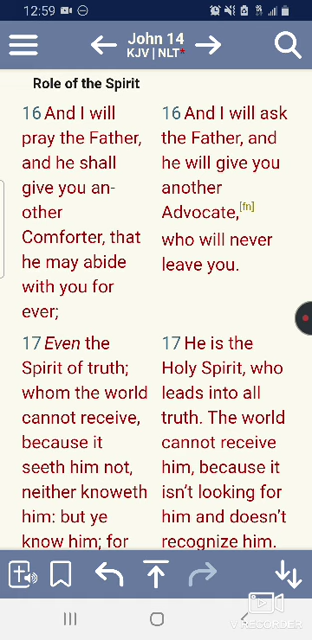 12:59
John 14
KJV | NLT*
Role of the Spirit
16 And I will
pray the Father,
and he shall
give you an-
other
Comforter, that
he may abide
with you for
ever;
17 Even the
Spirit of truth;
whom the world
cannot receive,
because it
seeth him not,
neither knoweth
him: but ye
know him; for
16 And I will ask
the Father, and
he will give you
another
Advocate,[fn]
who will never
leave you.
17 He is the
Holy Spirit, who
leads into all
truth. The world
cannot receive
him, because it
isn't looking for
him and doesn't
recognize him.
V.RECORDER